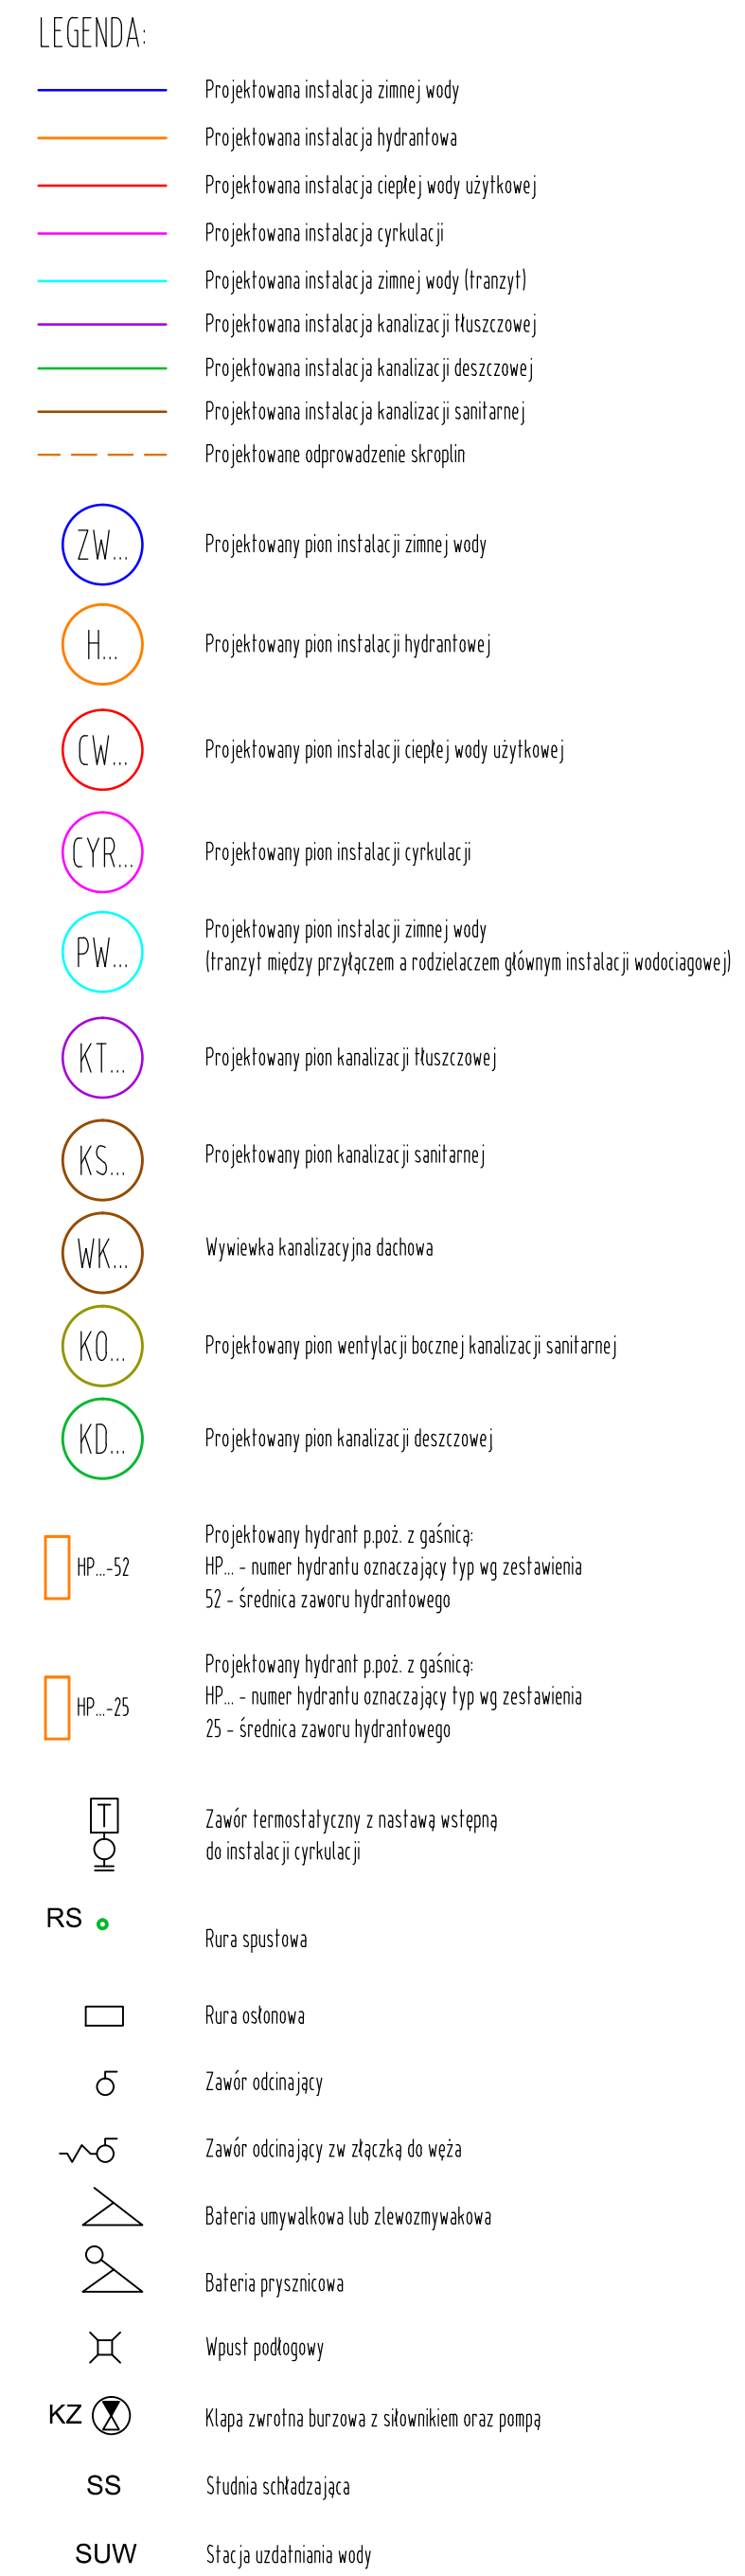 LEGENDA:
Projektowana instalacja zimnej wody
Projektowana instalacja hydrantowa
Projektowana instalacja ciepłej wody użytkowej
Projektowana instalacja cyrkulacji
Projektowana instalacja zimnej wody (tranzyt)
Projektowana instalacja kanalizacji tłuszczowej
Projektowana instalacja kanalizacji deszczowej
Projektowana instalacja kanalizacji sanitarnej
Projektowane odprowadzenie skroplin
ZW... Projektowany pion instalacji zimnej wody
H... Projektowany pion instalacji hydrantowej
CW... Projektowany pion instalacji ciepłej wody użytkowej
CYR... Projektowany pion instalacji cyrkulacji
PW... Projektowany pion instalacji zimnej wody
(tranzyt między przyłączem a rodzielaczem głównym instalacji wodociagowej)
KT... Projektowany pion kanalizacji tłuszczowej
KS... Projektowany pion kanalizacji sanitarnej
WK... Wywiewka kanalizacyjna dachowa
KO... Projektowany pion wentylacji bocznej kanalizacji sanitarnej
KD... Projektowany pion kanalizacji deszczowej
Projektowany hydrant p.poż. z gaśnicą:
HP...-52 HP... - numer hydrantu oznaczający typ wg zestawienia
52 - średnica zaworu hydrantowego
Projektowany hydrant p.poż. z gaśnicą:
HP...-25 HP... - numer hydrantu oznaczający typ wg zestawienia
25 - średnica zaworu hydrantowego
T Zawór termostatyczny z nastawą wstępną
do instalacji cyrkulacji
RS Rura spustowa
Rura osłonowa
Zawór odcinający
Zawór odcinający zw złączką do węża
Bateria umywalkowa lub zlewozmywakowa
Bateria prysznicowa
Wpust podłogowy
KZ Klapa zwrotna burzowa z siłownikiem oraz pompą
SS Studnia schładzająca
SUW Stacja uzdatniania wody